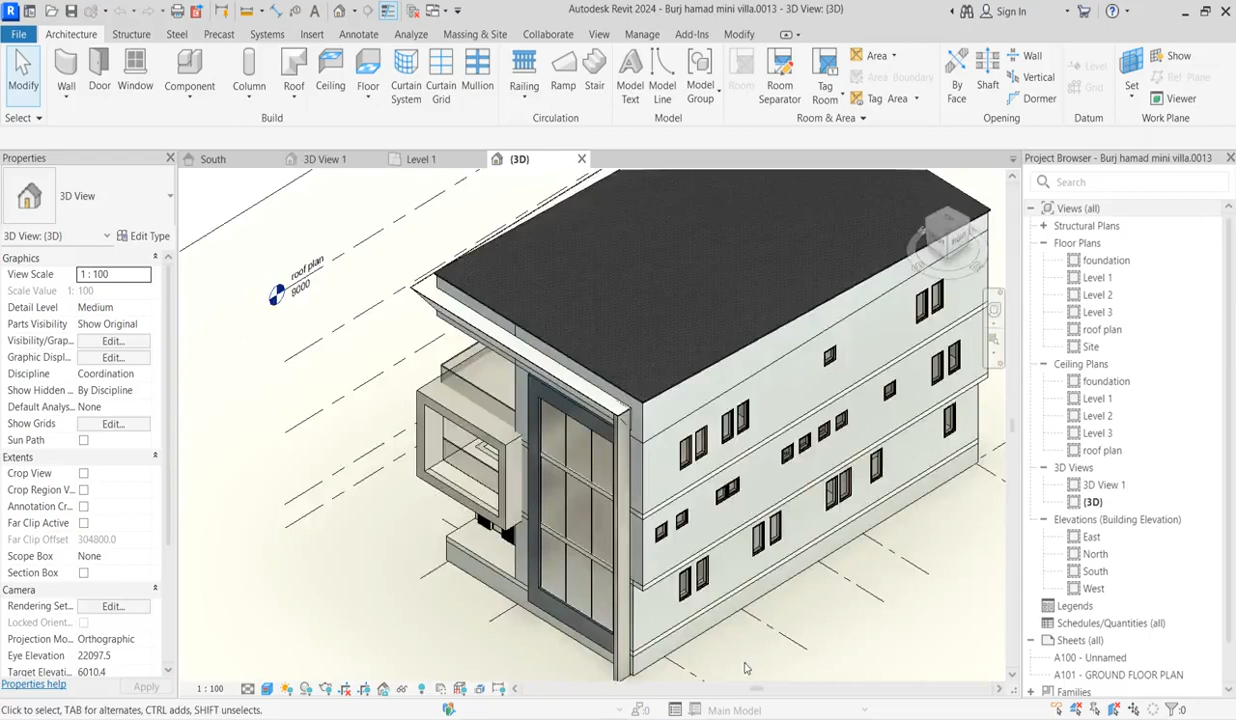 Autodesk Revit 2024 - Burj hamad mini villa.0013 - 3D View: {3D}
Sign In
File Architecture Structure Steel Precast Systems Insert Annotate Analyze Massing & Site Collaborate View Manage Add-Ins Modify
Modify Wall Door Window Component Column Roof Ceiling Floor Curtain System Curtain Grid Mullion Railing Ramp Stair Model Text Model Line Model Group Room Room Separator Tag Room
Area
Area Boundary
Tag Area
By Face Shaft
Wall
Vertical
Dormer
Level
Grid
Set
Show
Ref Plane
Viewer
Select Build Circulation Model Room & Area Opening Datum Work Plane
Properties
3D View
3D View: {3D} Edit Type
Graphics
View Scale 1 : 100
Scale Value 1: 100
Detail Level Medium
Parts Visibility Show Original
Visibility/Grap... Edit...
Graphic Displ... Edit...
Discipline Coordination
Show Hidden ... By Discipline
Default Analys... None
Show Grids Edit...
Sun Path
Extents
Crop View
Crop Region V...
Annotation Cr...
Far Clip Active
Far Clip Offset 304800.0
Scope Box None
Section Box
Camera
Rendering Set... Edit...
Locked Orient...
Projection Mo... Orthographic
Eye Elevation 22097.5
Target Elevati... 6010.4
Properties help Apply
South 3D View 1 Level 1 {3D}
roof plan
9000
1 : 100
Project Browser - Burj hamad mini villa.0013
Search
Views (all)
Structural Plans
Floor Plans
foundation
Level 1
Level 2
Level 3
roof plan
Site
Ceiling Plans
foundation
Level 1
Level 2
Level 3
roof plan
3D Views
3D View 1
{3D}
Elevations (Building Elevation)
East
North
South
West
Legends
Schedules/Quantities (all)
Sheets (all)
A100 - Unnamed
A101 - GROUND FLOOR PLAN
Families
Click to select, TAB for alternates, CTRL adds, SHIFT unselects.
:0 Main Model :0